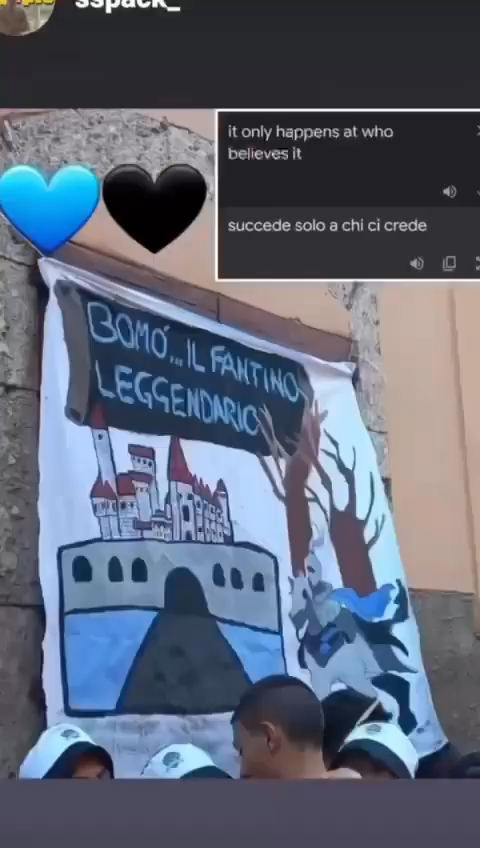 sspack_
it only happens at who
believes it
succede solo a chi ci crede
BOMÓ... IL FANTINO
LEGGENDARIO